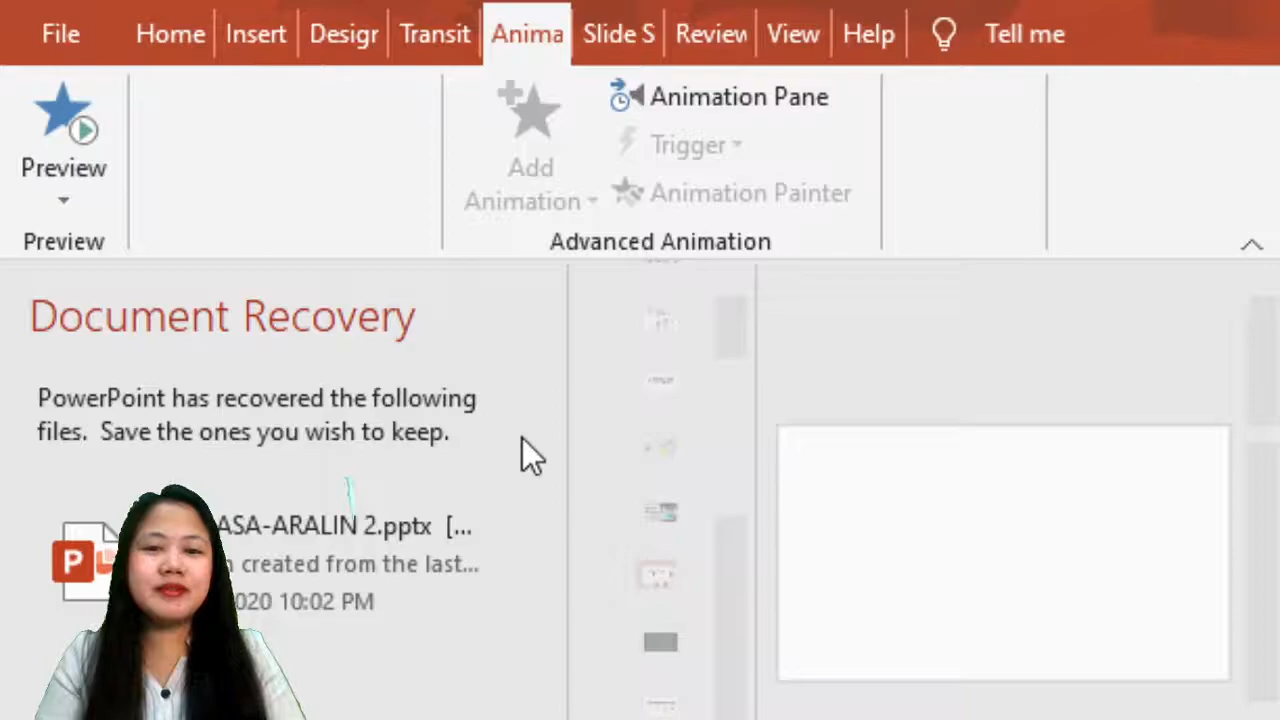 File Home Insert Desigr Transit Anima Slide S Review View Help Tell me
Preview
Add
Animation
Animation Pane
Trigger
Animation Painter
Preview
Advanced Animation
Document Recovery
PowerPoint has recovered the following
files. Save the ones you wish to keep.
ASA-ARALIN 2.pptx [...
created from the last...
020 10:02 PM
P